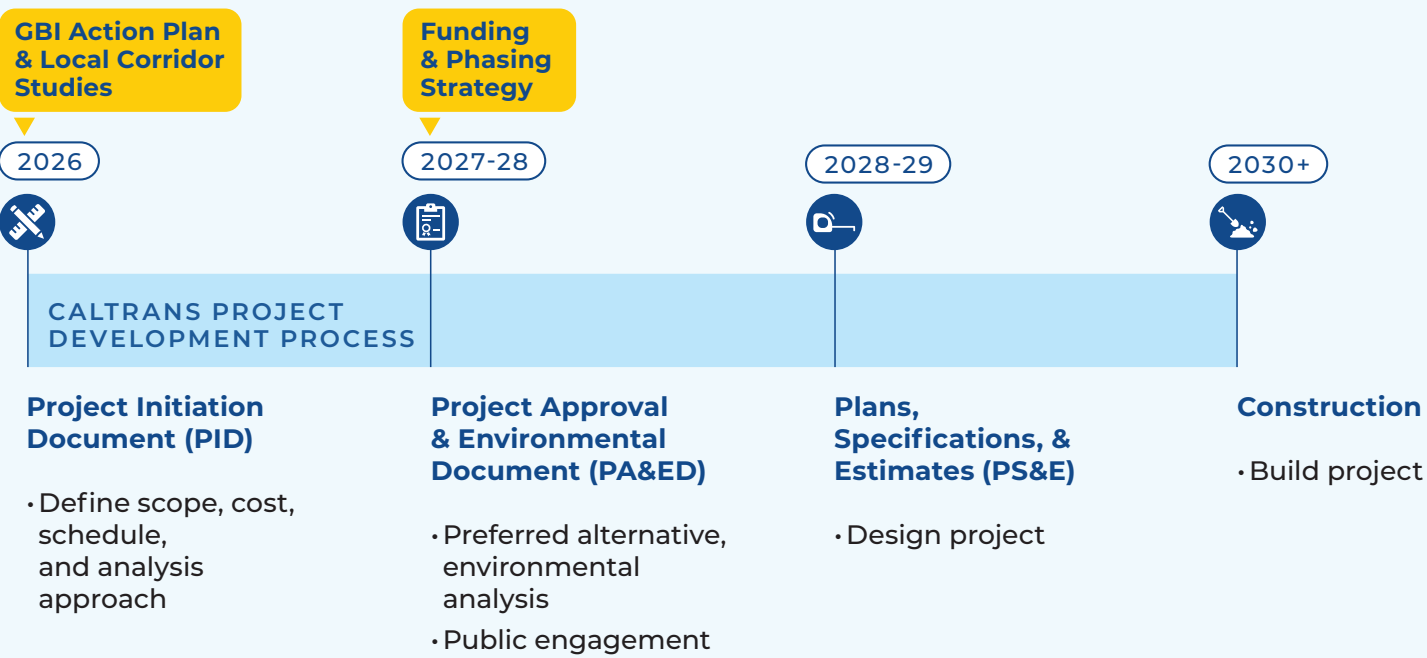 GBI Action Plan
& Local Corridor
Studies
Funding
& Phasing
Strategy
2026
2027-28
2028-29
2030+
CALTRANS PROJECT
DEVELOPMENT PROCESS
Project Initiation
Document (PID)
• Define scope, cost,
schedule,
and analysis
approach
Project Approval
& Environmental
Document (PA&ED)
• Preferred alternative,
environmental
analysis
• Public engagement
Plans,
Specifications, &
Estimates (PS&E)
• Design project
Construction
• Build project